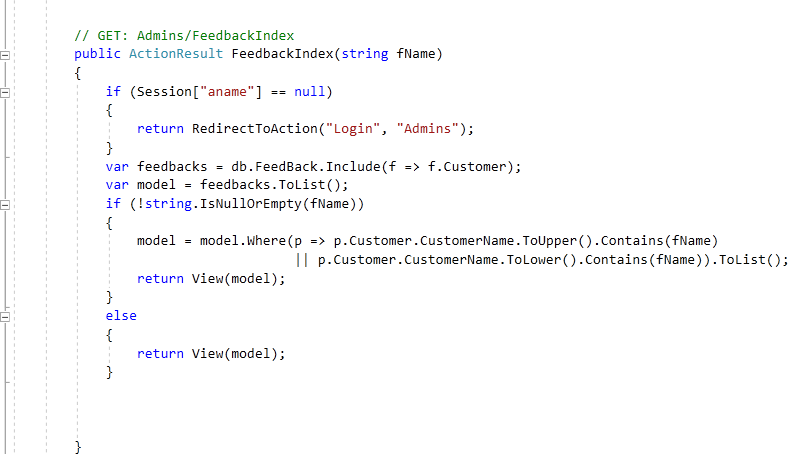 // GET: Admins/FeedbackIndex
public ActionResult FeedbackIndex(string fName)
{
if (Session["aname"] == null)
{
return RedirectToAction("Login", "Admins");
}
var feedbacks = db.FeedBack.Include(f => f.Customer);
var model = feedbacks.ToList();
if (!string.IsNullOrEmpty(fName))
{
model = model.Where(p => p.Customer.CustomerName.ToUpper().Contains(fName)
|| p.Customer.CustomerName.ToLower().Contains(fName)).ToList();
return View(model);
}
else
{
return View(model);
}
}